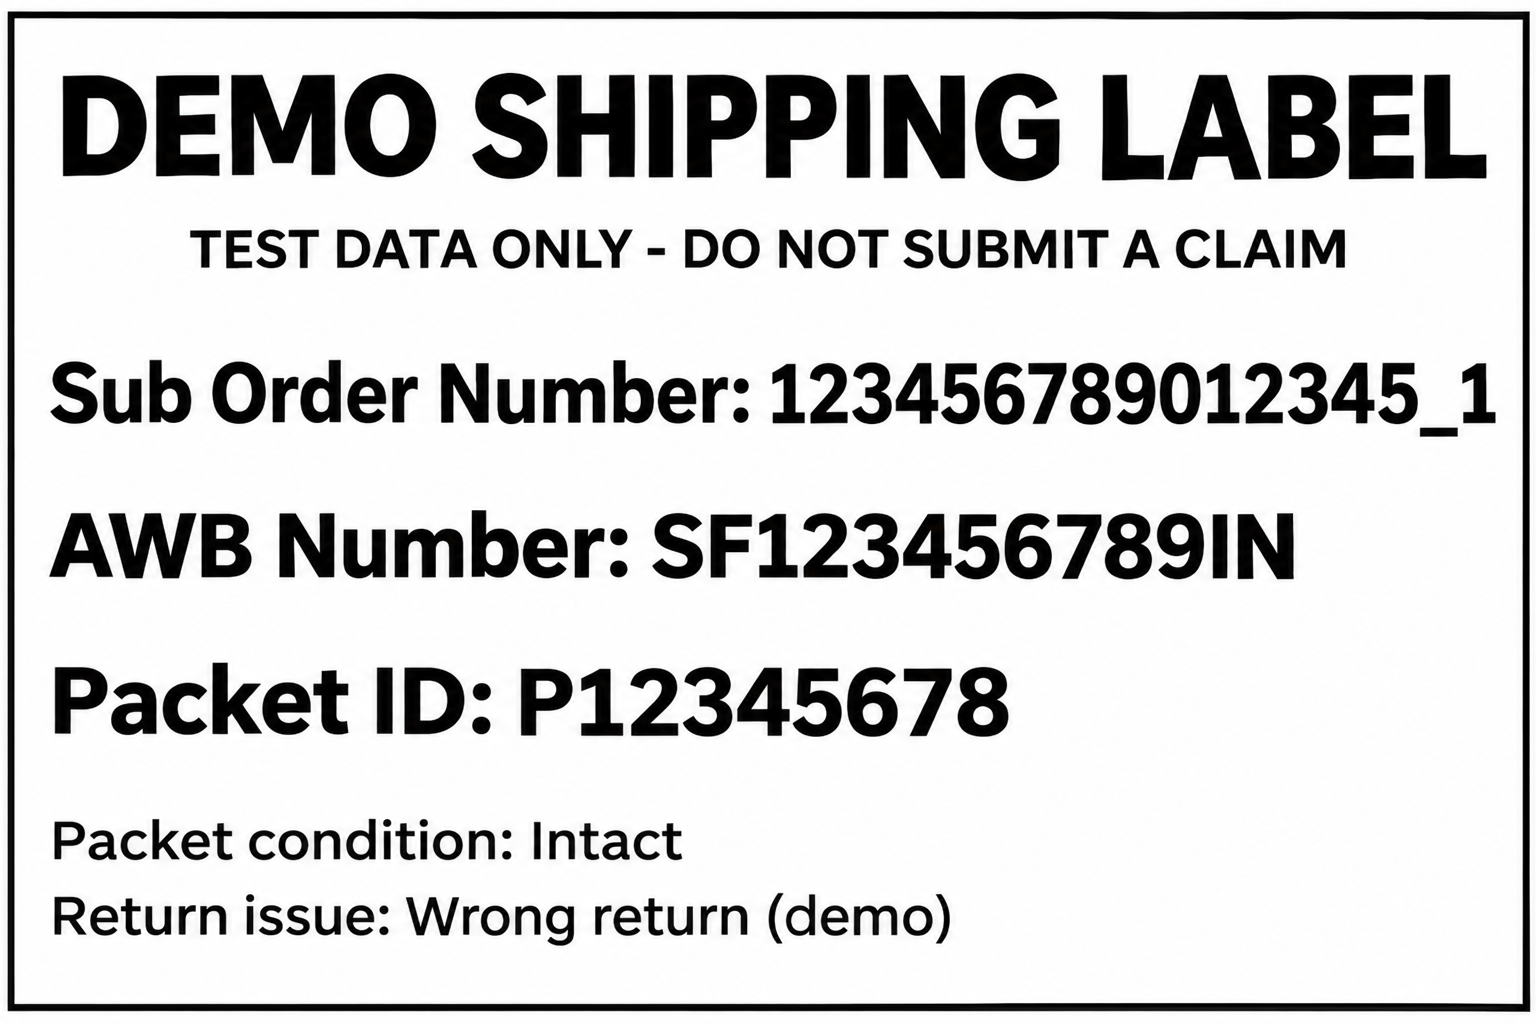 DEMO SHIPPING LABEL
TEST DATA ONLY - DO NOT SUBMIT A CLAIM
Sub Order Number: 123456789012345_1
AWB Number: SF123456789IN
Packet ID: P12345678
Packet condition: Intact
Return issue: Wrong return (demo)